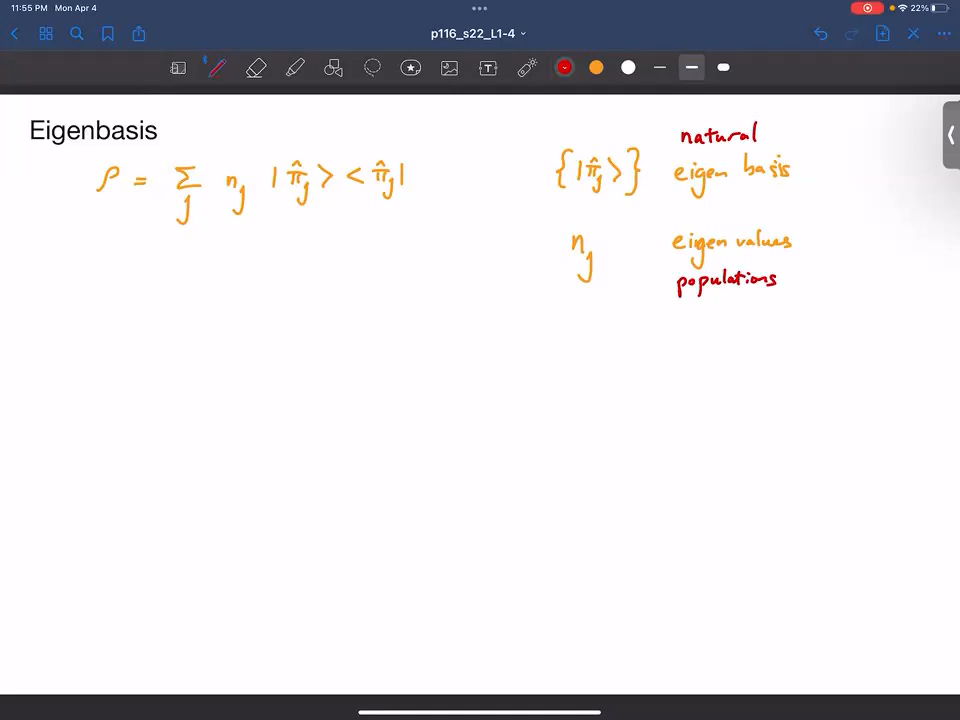 11:55 PM Mon Apr 4
22%
p116_s22_L1-4
Eigenbasis
natural
ρ = Σ_j n_j |π̂_j > < π̂_j|
{|π̂_j >} eigen basis
n_j eigen values
populations